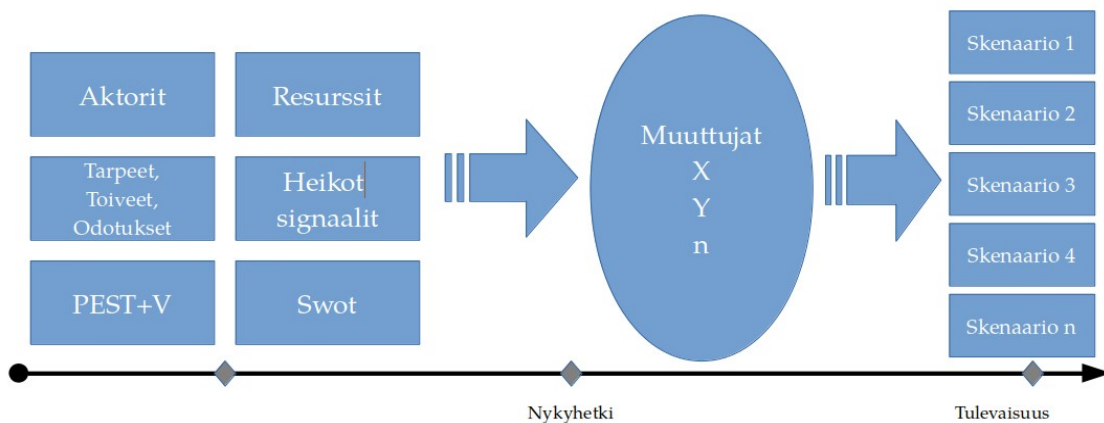 Aktorit
Resurssit
Tarpeet,
Toiveet,
Odotukset
Heikot
signaalit
PEST+V
Swot
Muuttujat
X
Y
n
Skenaario 1
Skenaario 2
Skenaario 3
Skenaario 4
Skenaario n
Nykyhetki
Tulevaisuus